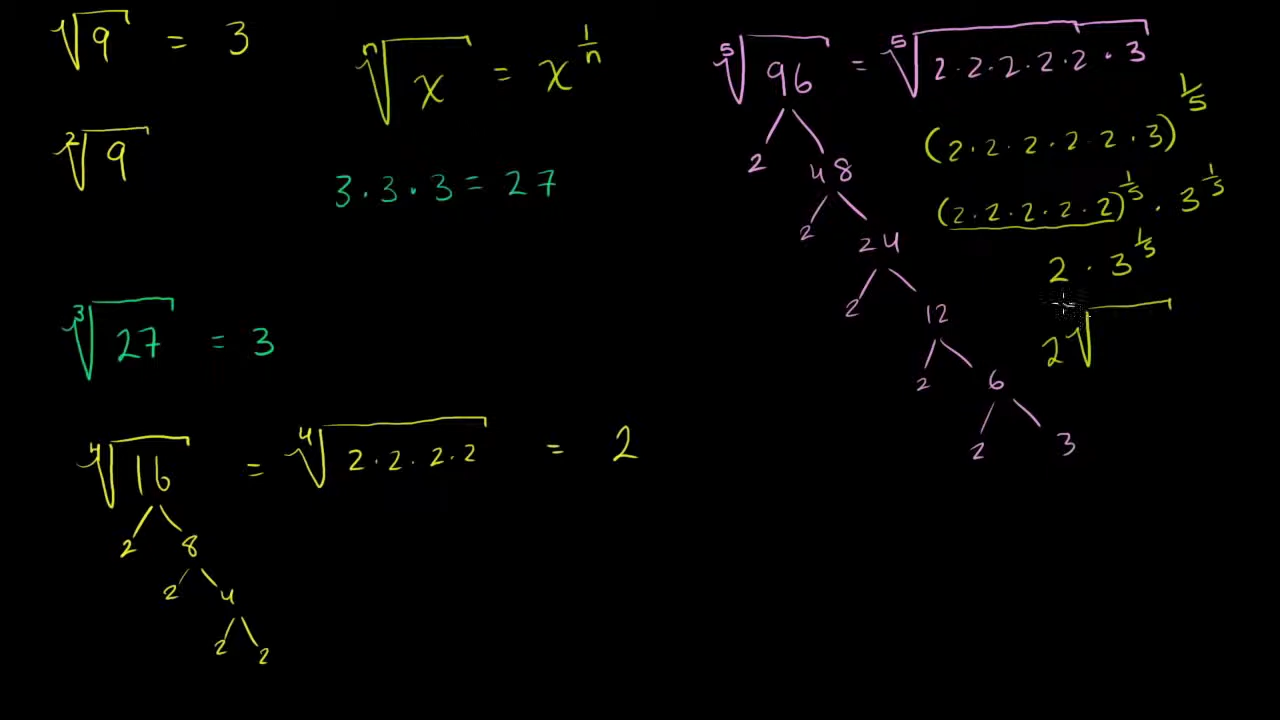 √9 = 3
ⁿ√x = x^(1/n)
²√9
3·3·3 = 27
³√27 = 3
⁴√16 = ⁴√2·2·2·2 = 2
2 8
2 4
2 2
⁵√96 = ⁵√2·2·2·2·2·3
2 48
2 24
2 12
2 6
2 3
(2·2·2·2·2·3)^(1/5)
(2·2·2·2·2)^(1/5) · 3^(1/5)
2 · 3^(1/5)
2√